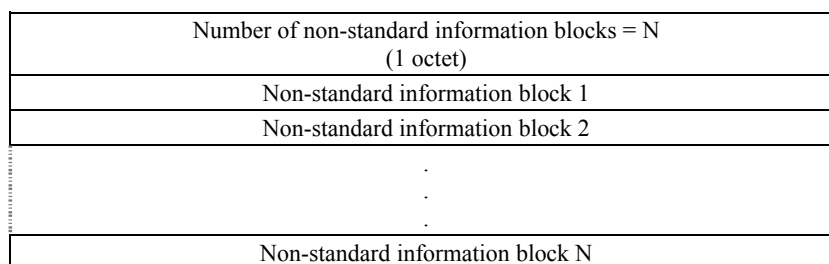 Number of non-standard information blocks = N
(1 octet)
Non-standard information block 1
Non-standard information block 2
.
.
.
Non-standard information block N